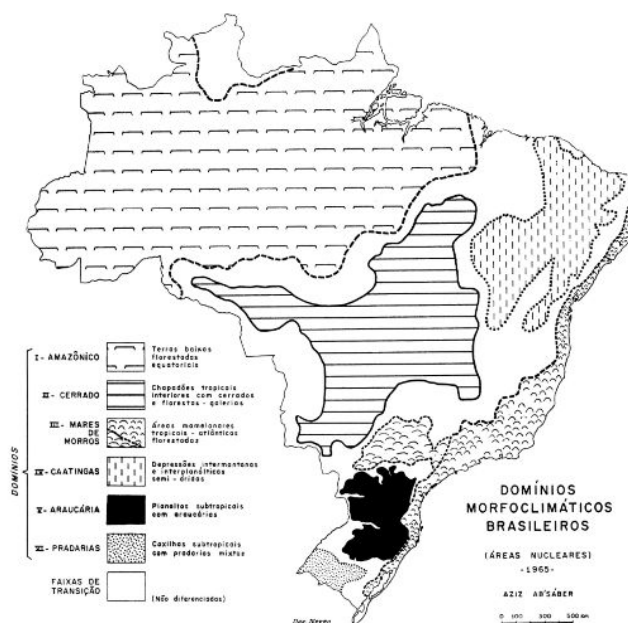 DOMÍNIOS
I - AMAZÔNICO
Terras baixas
florestadas
equatoriais
II - CERRADO
Chapadões tropicais
interiores com cerrados
e florestas - galerias
III - MARES
DE
MORROS
Áreas mamelonares
tropicais - atlânticas
florestadas
IV - CAATINGAS
Depressões intermontanas
e interplanálticas
semi - áridas
V - ARAUCÁRIA
Planaltos subtropicais
com araucárias
VI - PRADARIAS
Coxilhas subtropicais
com pradarias mixtas
FAIXAS DE
TRANSIÇÃO
(Não diferenciados)
DOMÍNIOS
MORFOCLIMÁTICOS
BRASILEIROS
(ÁREAS NUCLEARES)
- 1965 -
AZIZ AB'SÁBER
0 100 300 500 km